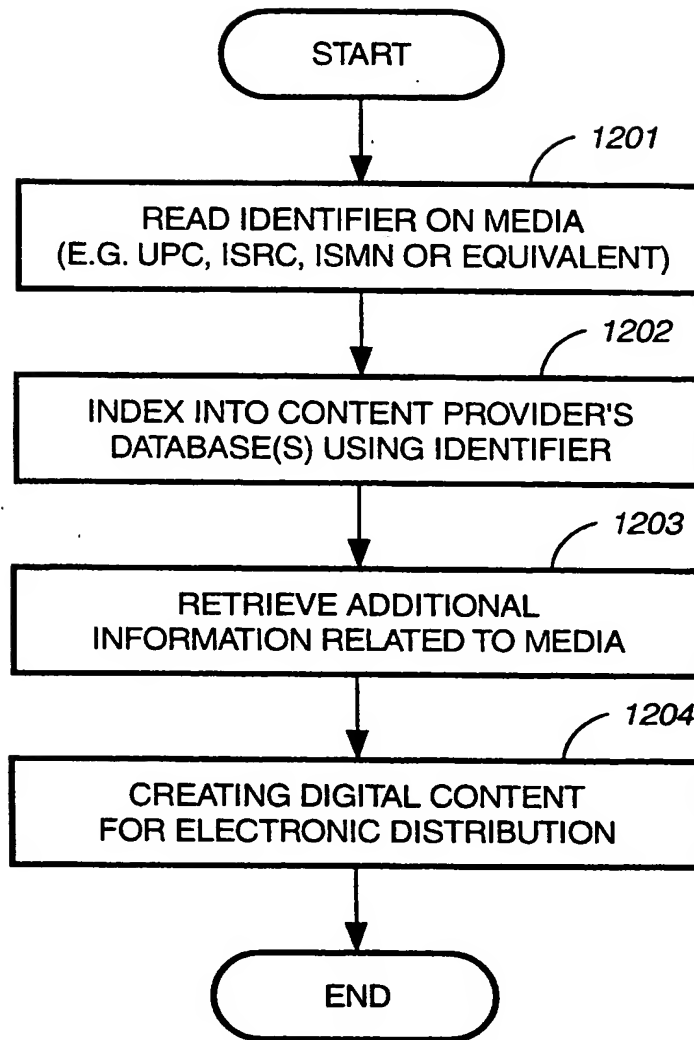 START
1201
READ IDENTIFIER ON MEDIA
(E.G. UPC, ISRC, ISMN OR EQUIVALENT)
1202
INDEX INTO CONTENT PROVIDER'S
DATABASE(S) USING IDENTIFIER
1203
RETRIEVE ADDITIONAL
INFORMATION RELATED TO MEDIA
1204
CREATING DIGITAL CONTENT
FOR ELECTRONIC DISTRIBUTION
END